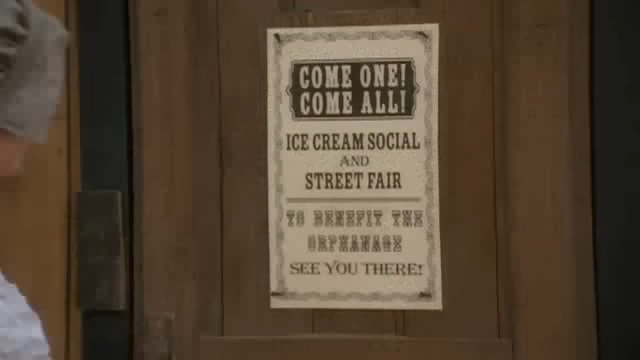 COME ONE!
COME ALL!
ICE CREAM SOCIAL
AND
STREET FAIR
TO BENEFIT THE
ORPHANAGE
SEE YOU THERE!